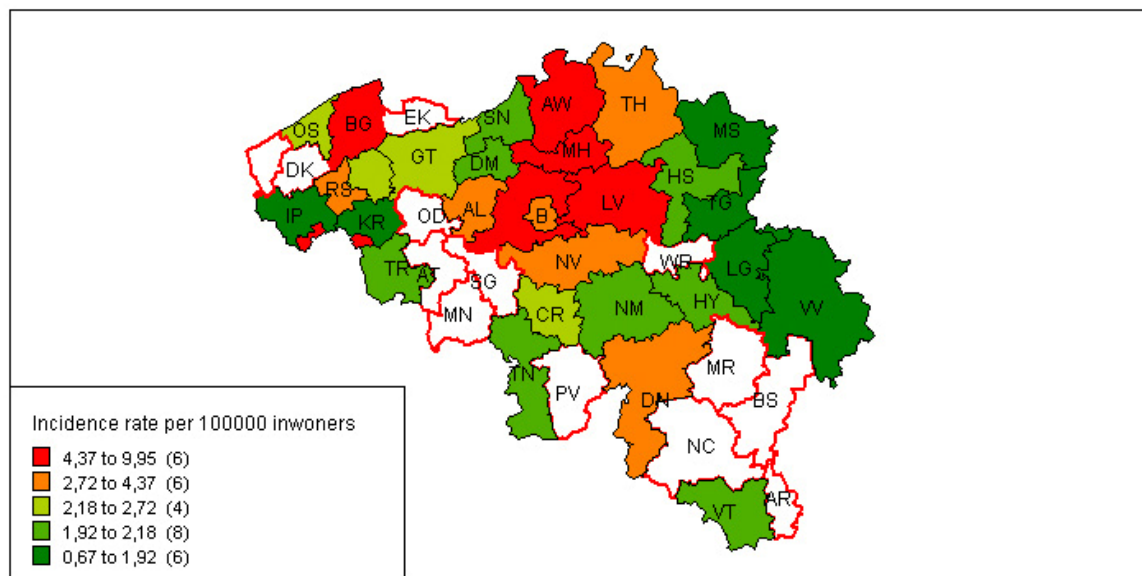 AW
TH
EK
BG
OS
SN
MS
GT
MH
DM
DK
HS
RS
TG
AL
LV
IP
KR
OD
B
NV
WR
LG
TR
AT
SG
HY
VV
MN
CR
NM
MR
TN
PV
DN
BS
NC
AR
VT
Incidence rate per 100000 inwoners
4,37 to 9,95 (6)
2,72 to 4,37 (6)
2,18 to 2,72 (4)
1,92 to 2,18 (8)
0,67 to 1,92 (6)